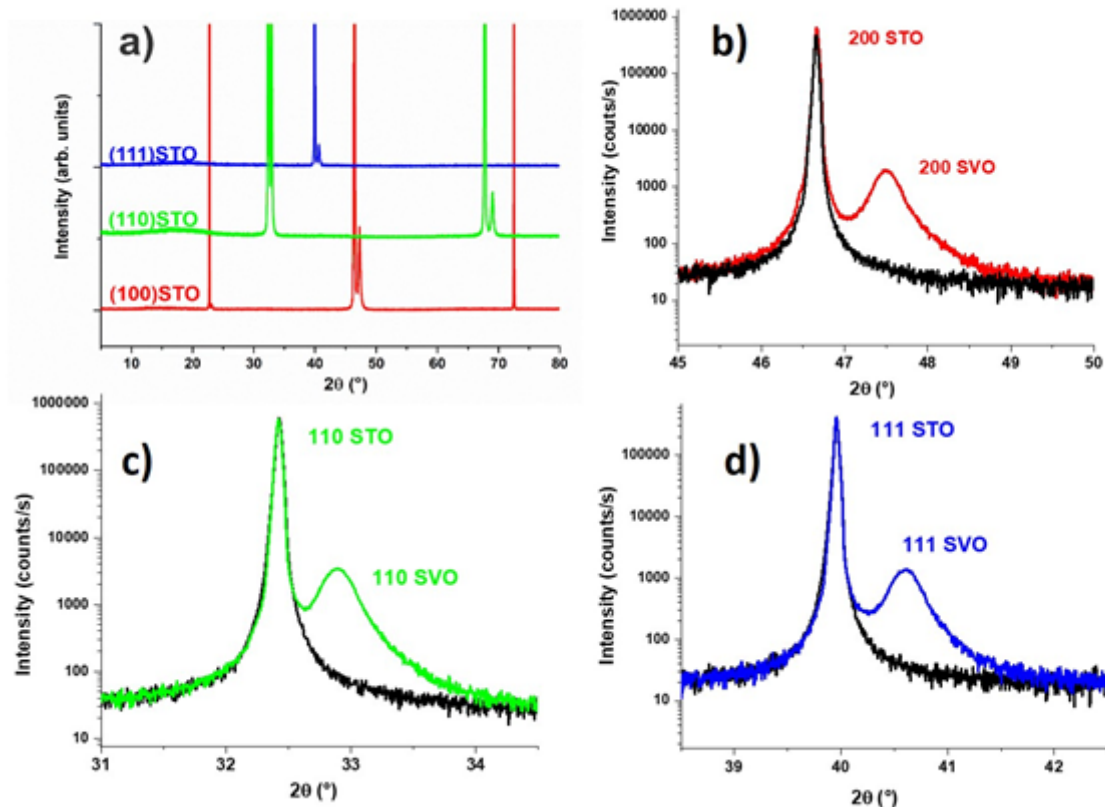 a)
Intensity (arb. units)
(111)STO
(110)STO
(100)STO
10 20 30 40 50 60 70 80
2θ (°)
b)
Intensity (couts/s)
1000000
100000
10000
1000
100
10
200 STO
200 SVO
45 46 47 48 49 50
2θ (°)
c)
Intensity (counts/s)
1000000
100000
10000
1000
100
10
110 STO
110 SVO
31 32 33 34
2θ (°)
d)
Intensity (counts/s)
100000
10000
1000
100
10
111 STO
111 SVO
39 40 41 42
2θ (°)